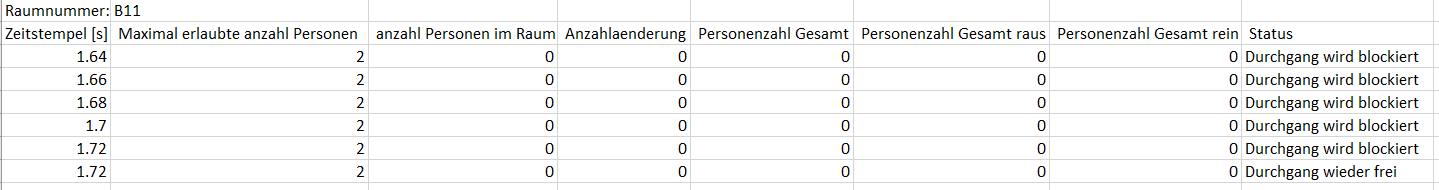 Raumnummer: B11
Zeitstempel [s] Maximal erlaubte anzahl Personen anzahl Personen im Raum Anzahlaenderung Personenzahl Gesamt Personenzahl Gesamt raus Personenzahl Gesamt rein Status
1.64 2 0 0 0 0 0 Durchgang wird blockiert
1.66 2 0 0 0 0 0 Durchgang wird blockiert
1.68 2 0 0 0 0 0 Durchgang wird blockiert
1.7 2 0 0 0 0 0 Durchgang wird blockiert
1.72 2 0 0 0 0 0 Durchgang wird blockiert
1.72 2 0 0 0 0 0 Durchgang wieder frei